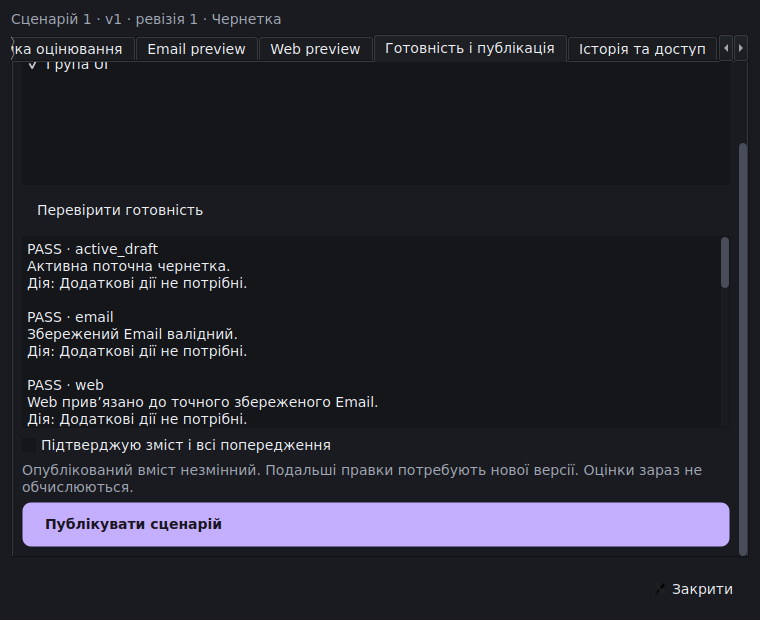 Сценарій 1 · v1 · ревізія 1 · Чернетка
ка оцінювання
Email preview
Web preview
Готовність і публікація
Історія та доступ
Група UI
Перевірити готовність
PASS · active_draft
Активна поточна чернетка.
Дія: Додаткові дії не потрібні.
PASS · email
Збережений Email валідний.
Дія: Додаткові дії не потрібні.
PASS · web
Web прив’язано до точного збереженого Email.
Дія: Додаткові дії не потрібні.
Підтверджую зміст і всі попередження
Опублікований вміст незмінний. Подальші правки потребують нової версії. Оцінки зараз не
обчислюються.
Публікувати сценарій
Закрити